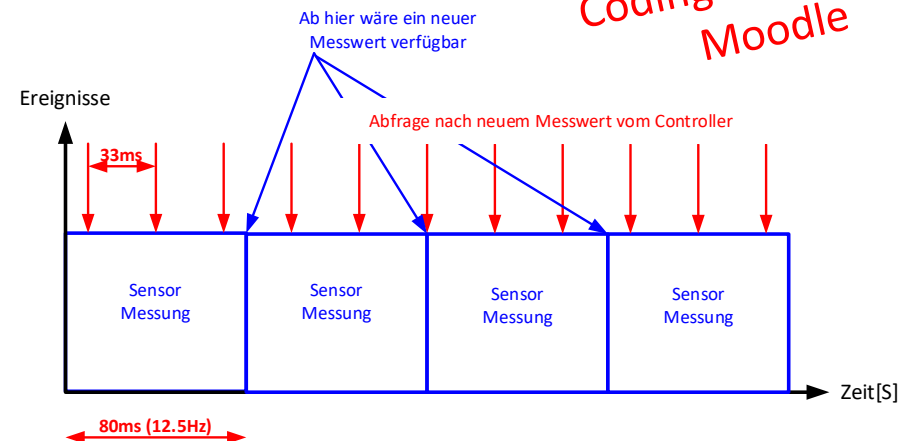 Coding
Moodle
Ab hier wäre ein neuer
Messwert verfügbar
Ereignisse
Abfrage nach neuem Messwert vom Controller
33ms
Sensor
Messung
Sensor
Messung
Sensor
Messung
Sensor
Messung
Zeit[S]
80ms (12.5Hz)